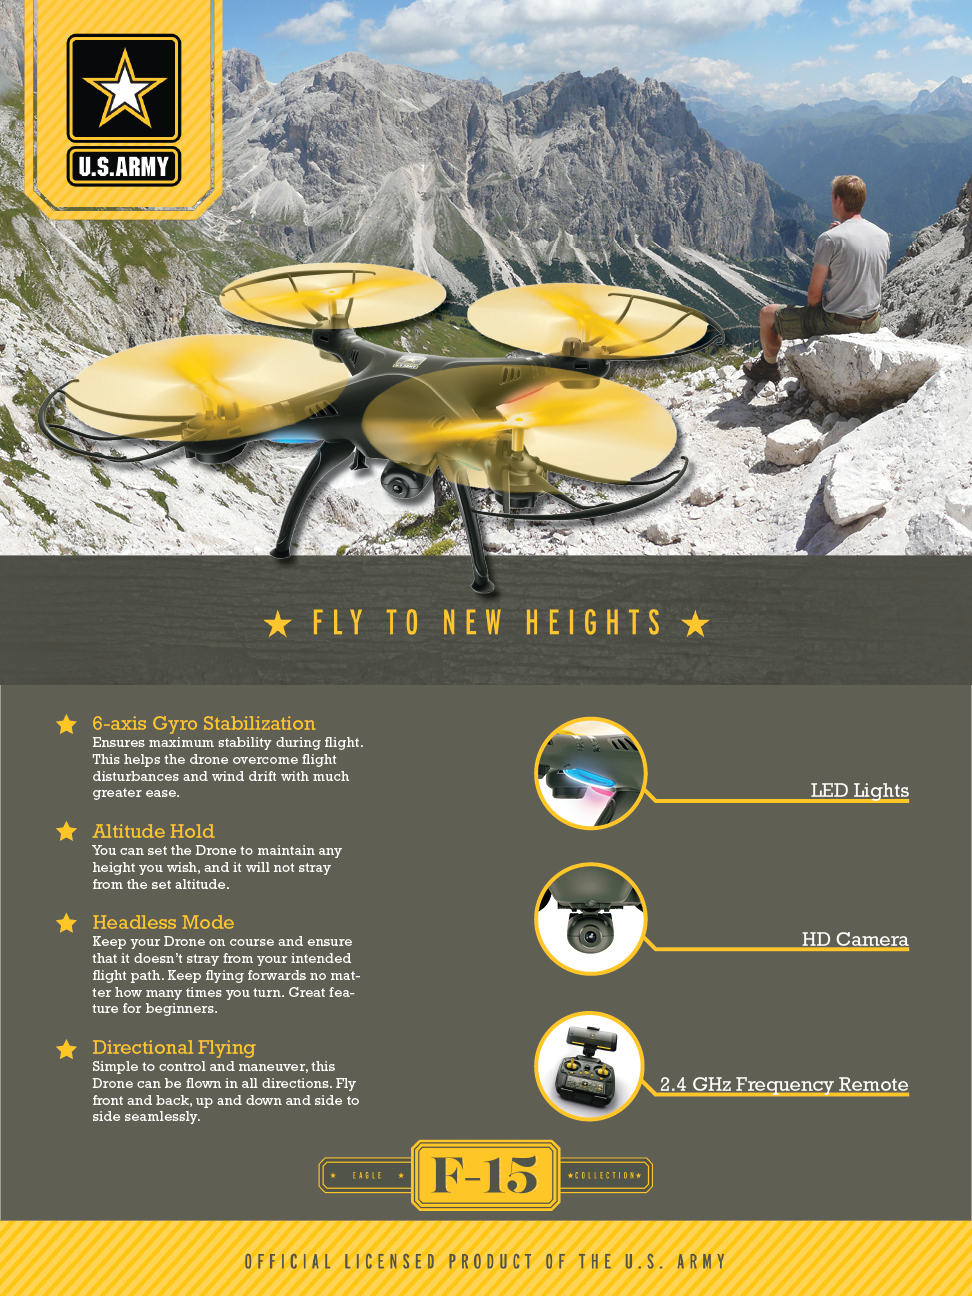 U.S.ARMY
FLY TO NEW HEIGHTS
6-axis Gyro Stabilization
Ensures maximum stability during flight.
This helps the drone overcome flight
disturbances and wind drift with much
greater ease.
Altitude Hold
You can set the Drone to maintain any
height you wish, and it will not stray
from the set altitude.
Headless Mode
Keep your Drone on course and ensure
that it doesn't stray from your intended
flight path. Keep flying forwards no mat-
ter how many times you turn. Great fea-
ture for beginners.
Directional Flying
Simple to control and maneuver, this
Drone can be flown in all directions. Fly
front and back, up and down and side to
side seamlessly.
LED Lights
HD Camera
2.4 GHz Frequency Remote
EAGLE F-15 COLLECTION
OFFICIAL LICENSED PRODUCT OF THE U.S. ARMY